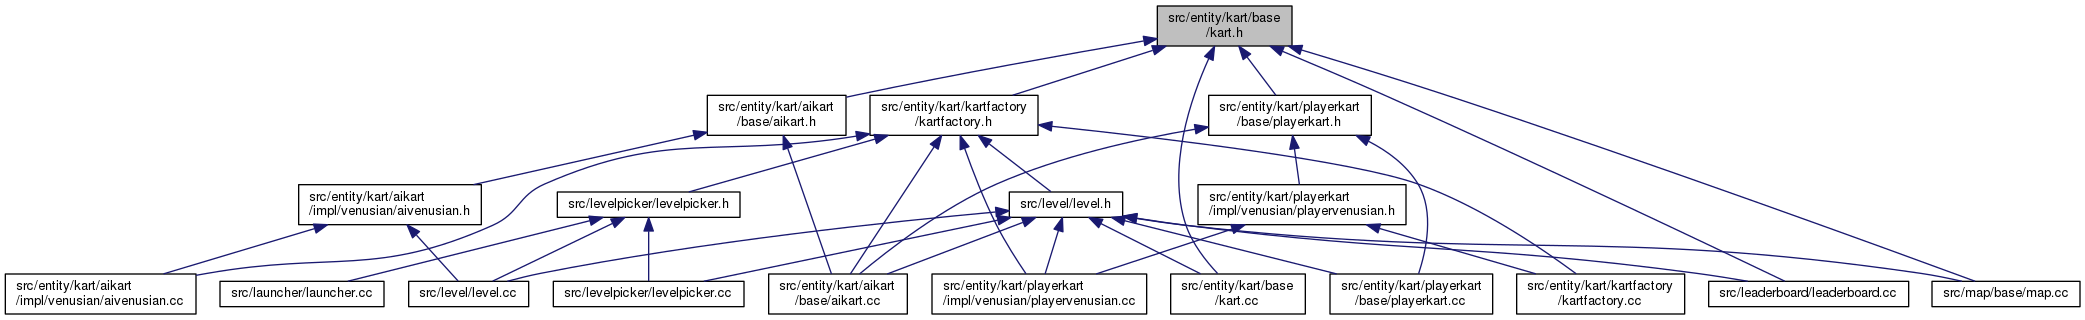 src/entity/kart/base
/kart.h
src/entity/kart/aikart
/base/aikart.h
src/entity/kart/kartfactory
/kartfactory.h
src/entity/kart/playerkart
/base/playerkart.h
src/entity/kart/aikart
/impl/venusian/aivenusian.h
src/levelpicker/levelpicker.h
src/level/level.h
src/entity/kart/playerkart
/impl/venusian/playervenusian.h
src/entity/kart/aikart
/impl/venusian/aivenusian.cc
src/launcher/launcher.cc
src/level/level.cc
src/levelpicker/levelpicker.cc
src/entity/kart/aikart
/base/aikart.cc
src/entity/kart/playerkart
/impl/venusian/playervenusian.cc
src/entity/kart/base
/kart.cc
src/entity/kart/playerkart
/base/playerkart.cc
src/entity/kart/kartfactory
/kartfactory.cc
src/leaderboard/leaderboard.cc
src/map/base/map.cc